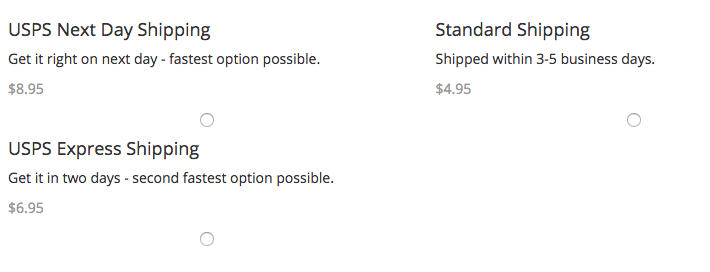 USPS Next Day Shipping
Get it right on next day - fastest option possible.
$8.95
Standard Shipping
Shipped within 3-5 business days.
$4.95
USPS Express Shipping
Get it in two days - second fastest option possible.
$6.95